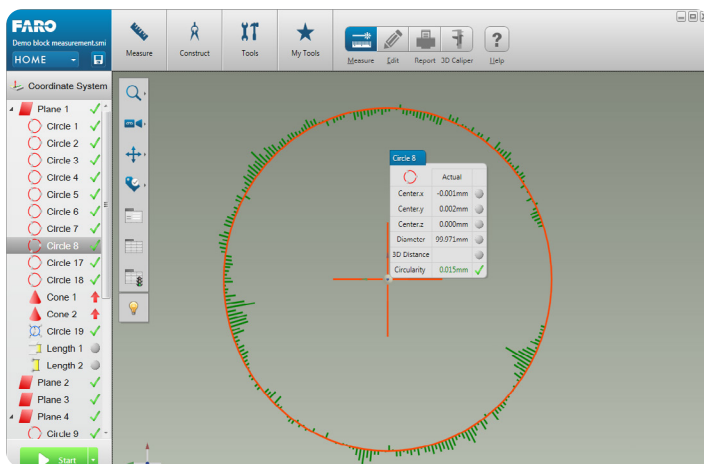 FARO
Demo block measurement.smi
HOME
Measure
Construct
Tools
My Tools
Measure
Edit
Report
3D Caliper
?
Help
Coordinate System
Plane 1
Circle 1
Circle 2
Circle 3
Circle 4
Circle 5
Circle 6
Circle 7
Circle 8
Circle 17
Circle 18
Cone 1
Cone 2
Circle 19
Length 1
Length 2
Plane 2
Plane 3
Plane 4
Circle 9
Start
Circle 8
Actual
Center.x -0.001mm
Center.y 0.002mm
Center.z 0.000mm
Diameter 99.971mm
3D Distance
Circularity 0.015mm